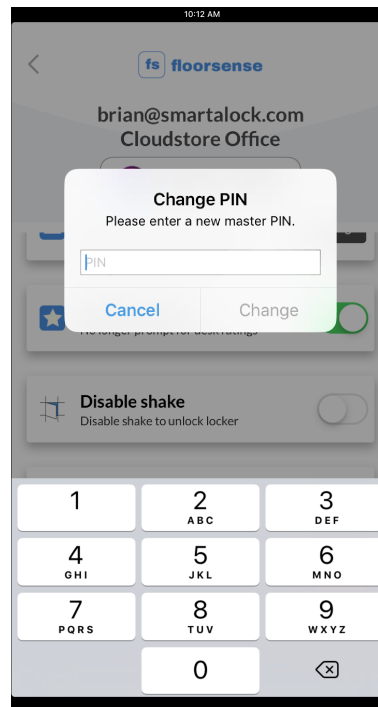 10:12 AM
fs floorsense
brian@smartalock.com
Cloudstore Office
Change PIN
Please enter a new master PIN.
PIN
Cancel
Change
No longer prompt for desk ratings
Disable shake
Disable shake to unlock locker
1
2
ABC
3
DEF
4
GHI
5
JKL
6
MNO
7
PQRS
8
TUV
9
WXYZ
0